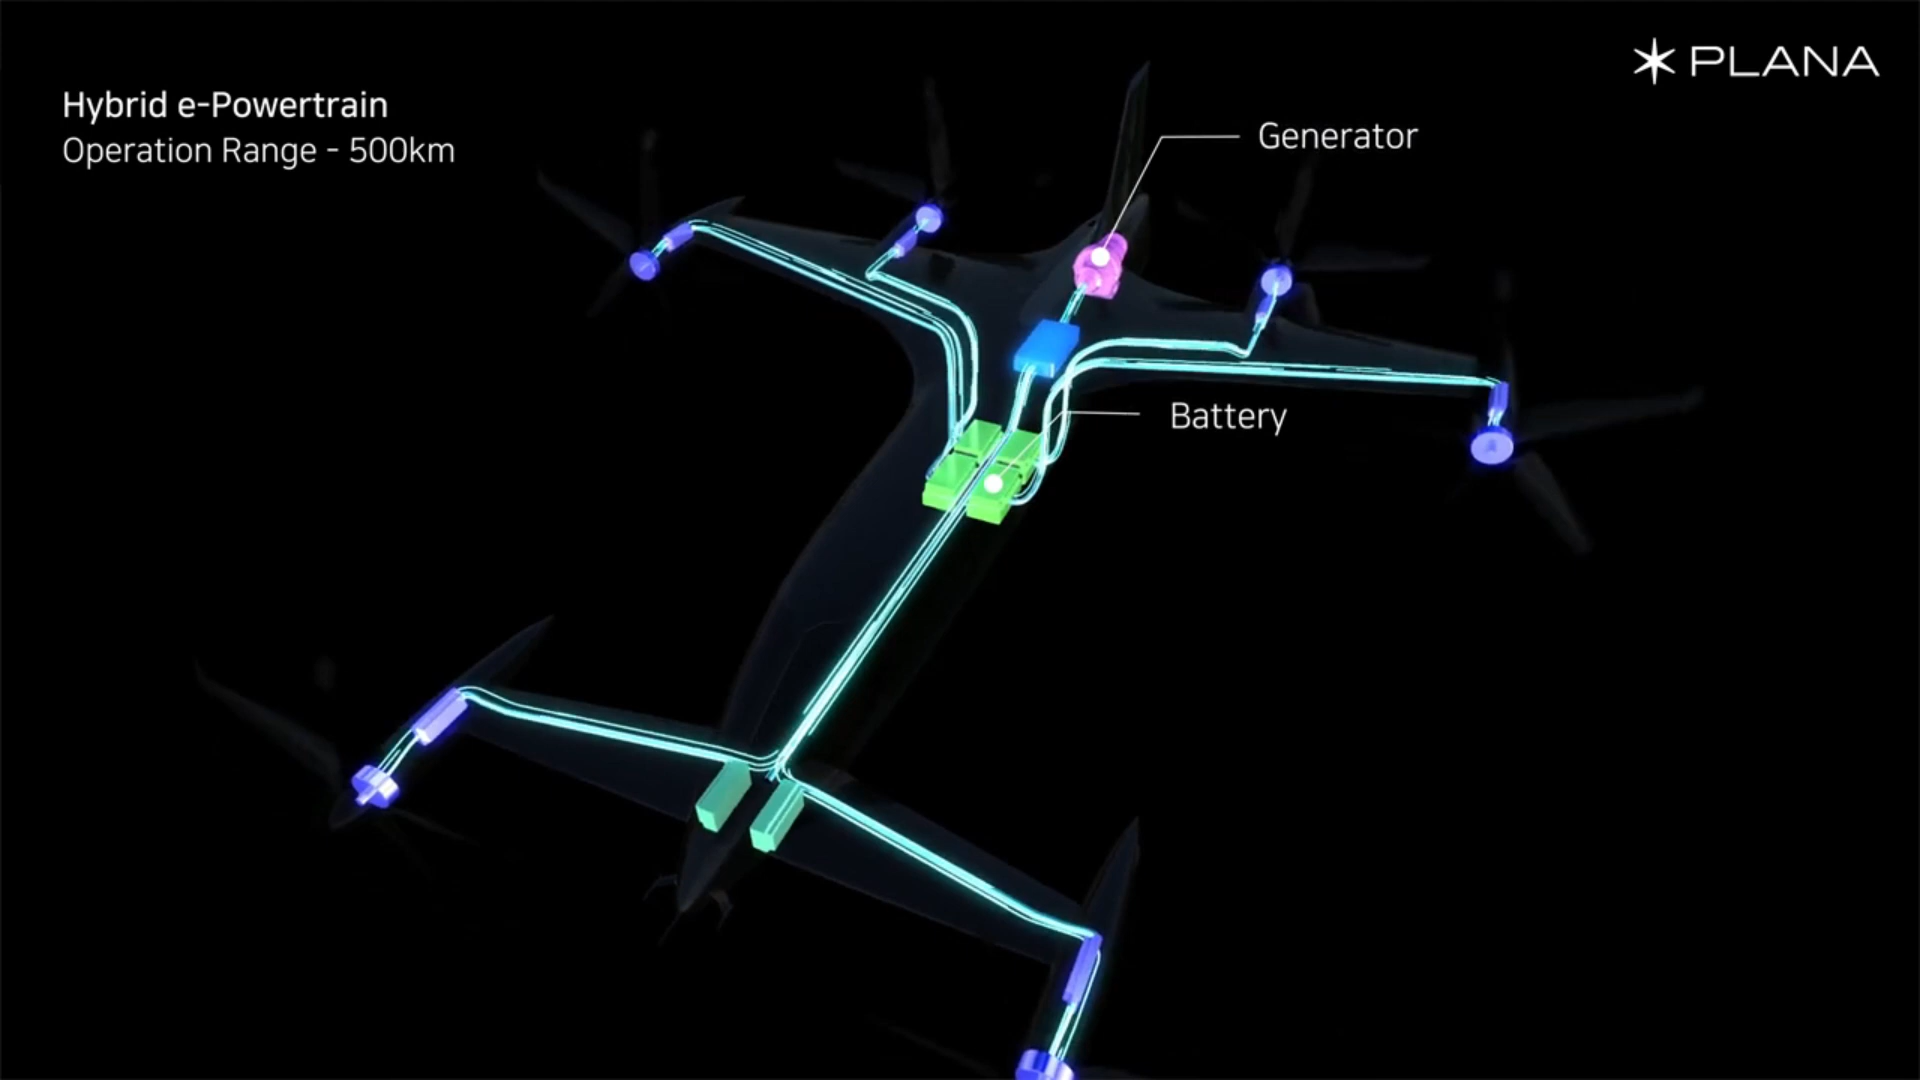 PLANA
Hybrid e-Powertrain
Operation Range - 500km
Generator
Battery